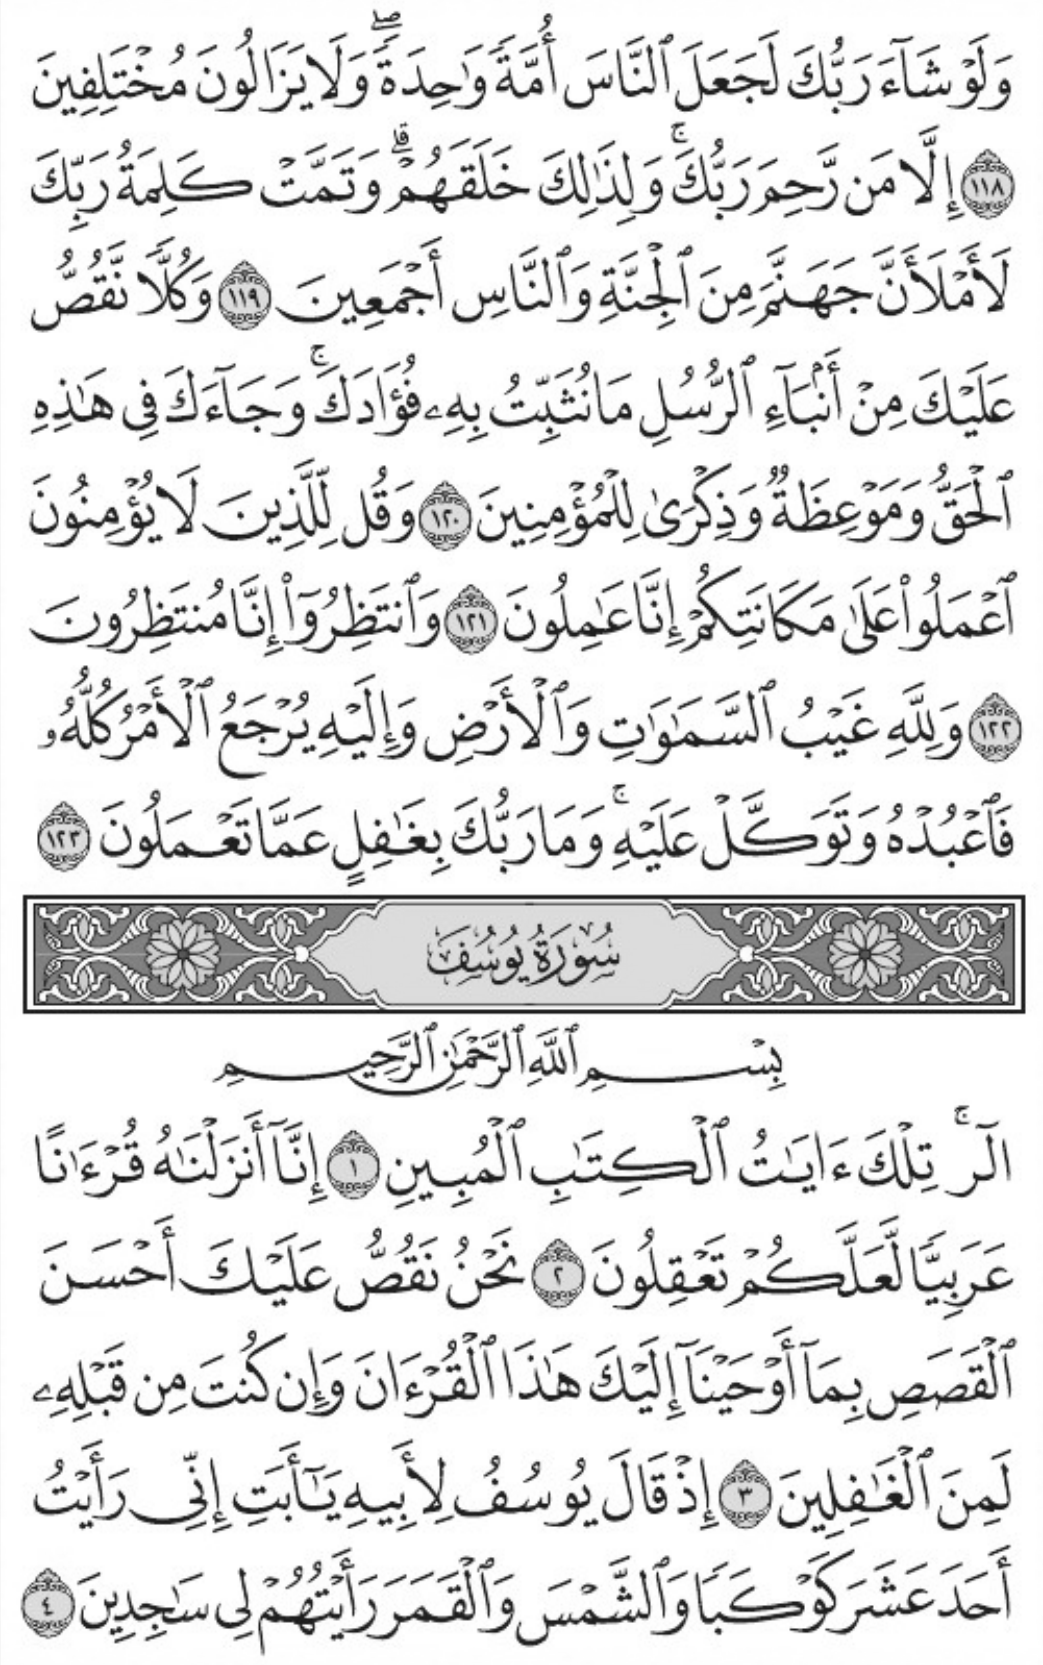 وَلَوْ شَآءَ رَبُّكَ لَجَعَلَ ٱلنَّاسَ أُمَّةً وَٰحِدَةً ۖ وَلَا يَزَالُونَ مُخْتَلِفِينَ
۝١١٨ إِلَّا مَن رَّحِمَ رَبُّكَ ۚ وَلِذَٰلِكَ خَلَقَهُمْ ۗ وَتَمَّتْ كَلِمَةُ رَبِّكَ
لَأَمْلَأَنَّ جَهَنَّمَ مِنَ ٱلْجِنَّةِ وَٱلنَّاسِ أَجْمَعِينَ ۝١١٩ وَكُلًّا نَّقُصُّ
عَلَيْكَ مِنْ أَنۢبَآءِ ٱلرُّسُلِ مَا نُثَبِّتُ بِهِۦ فُؤَادَكَ ۚ وَجَآءَكَ فِى هَٰذِهِ
ٱلْحَقُّ وَمَوْعِظَةٌ وَذِكْرَىٰ لِلْمُؤْمِنِينَ ۝١٢٠ وَقُل لِّلَّذِينَ لَا يُؤْمِنُونَ
ٱعْمَلُوا۟ عَلَىٰ مَكَانَتِكُمْ إِنَّا عَٰمِلُونَ ۝١٢١ وَٱنتَظِرُوٓا۟ إِنَّا مُنتَظِرُونَ
۝١٢٢ وَلِلَّهِ غَيْبُ ٱلسَّمَٰوَٰتِ وَٱلْأَرْضِ وَإِلَيْهِ يُرْجَعُ ٱلْأَمْرُ كُلُّهُۥ
فَٱعْبُدْهُ وَتَوَكَّلْ عَلَيْهِ ۚ وَمَا رَبُّكَ بِغَٰفِلٍ عَمَّا تَعْمَلُونَ ۝١٢٣
سُورَةُ يُوسُفَ
بِسْمِ ٱللَّهِ ٱلرَّحْمَٰنِ ٱلرَّحِيمِ
الٓر ۚ تِلْكَ ءَايَٰتُ ٱلْكِتَٰبِ ٱلْمُبِينِ ۝١ إِنَّآ أَنزَلْنَٰهُ قُرْءَٰنًا
عَرَبِيًّا لَّعَلَّكُمْ تَعْقِلُونَ ۝٢ نَحْنُ نَقُصُّ عَلَيْكَ أَحْسَنَ
ٱلْقَصَصِ بِمَآ أَوْحَيْنَآ إِلَيْكَ هَٰذَا ٱلْقُرْءَانَ وَإِن كُنتَ مِن قَبْلِهِۦ
لَمِنَ ٱلْغَٰفِلِينَ ۝٣ إِذْ قَالَ يُوسُفُ لِأَبِيهِ يَٰٓأَبَتِ إِنِّى رَأَيْتُ
أَحَدَ عَشَرَ كَوْكَبًا وَٱلشَّمْسَ وَٱلْقَمَرَ رَأَيْتُهُمْ لِى سَٰجِدِينَ ۝٤